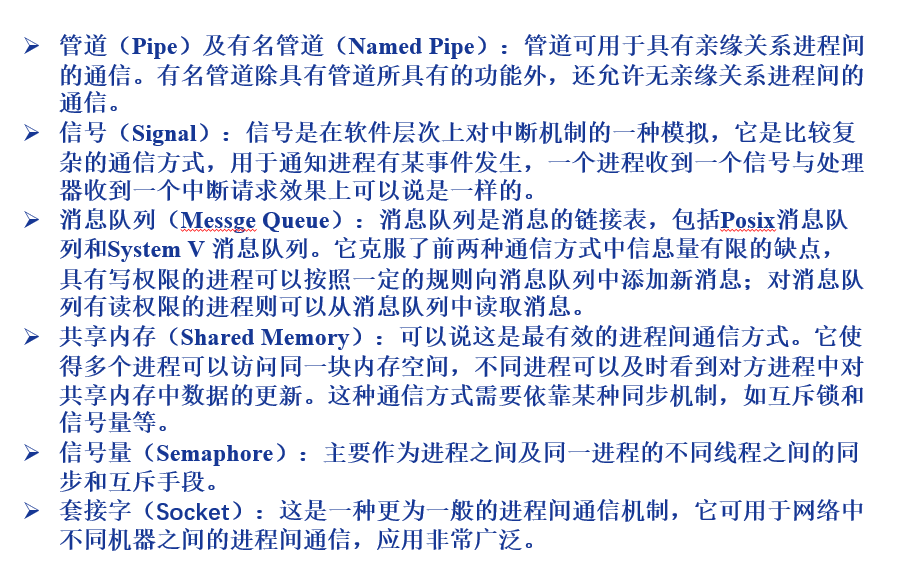 ➢ 管道（Pipe）及有名管道（Named Pipe）：管道可用于具有亲缘关系进程间
的通信。有名管道除具有管道所具有的功能外，还允许无亲缘关系进程间的
通信。
➢ 信号（Signal）：信号是在软件层次上对中断机制的一种模拟，它是比较复
杂的通信方式，用于通知进程有某事件发生，一个进程收到一个信号与处理
器收到一个中断请求效果上可以说是一样的。
➢ 消息队列（Messge Queue）：消息队列是消息的链接表，包括Posix消息队
列和System V 消息队列。它克服了前两种通信方式中信息量有限的缺点，
具有写权限的进程可以按照一定的规则向消息队列中添加新消息；对消息队
列有读权限的进程则可以从消息队列中读取消息。
➢ 共享内存（Shared Memory）：可以说这是最有效的进程间通信方式。它使
得多个进程可以访问同一块内存空间，不同进程可以及时看到对方进程中对
共享内存中数据的更新。这种通信方式需要依靠某种同步机制，如互斥锁和
信号量等。
➢ 信号量（Semaphore）：主要作为进程之间及同一进程的不同线程之间的同
步和互斥手段。
➢ 套接字（Socket）：这是一种更为一般的进程间通信机制，它可用于网络中
不同机器之间的进程间通信，应用非常广泛。